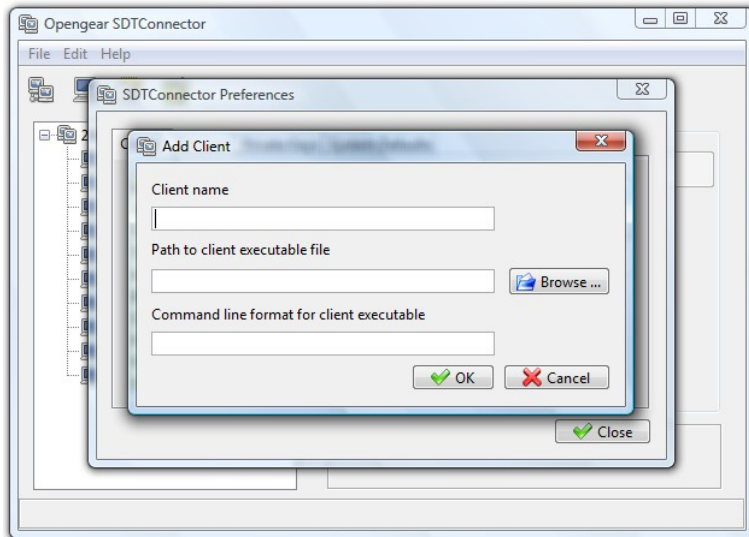 Opengear SDTConnector
File Edit Help
SDTConnector Preferences
Add Client
Client name
Path to client executable file
Browse ...
Command line format for client executable
OK
Cancel
Close